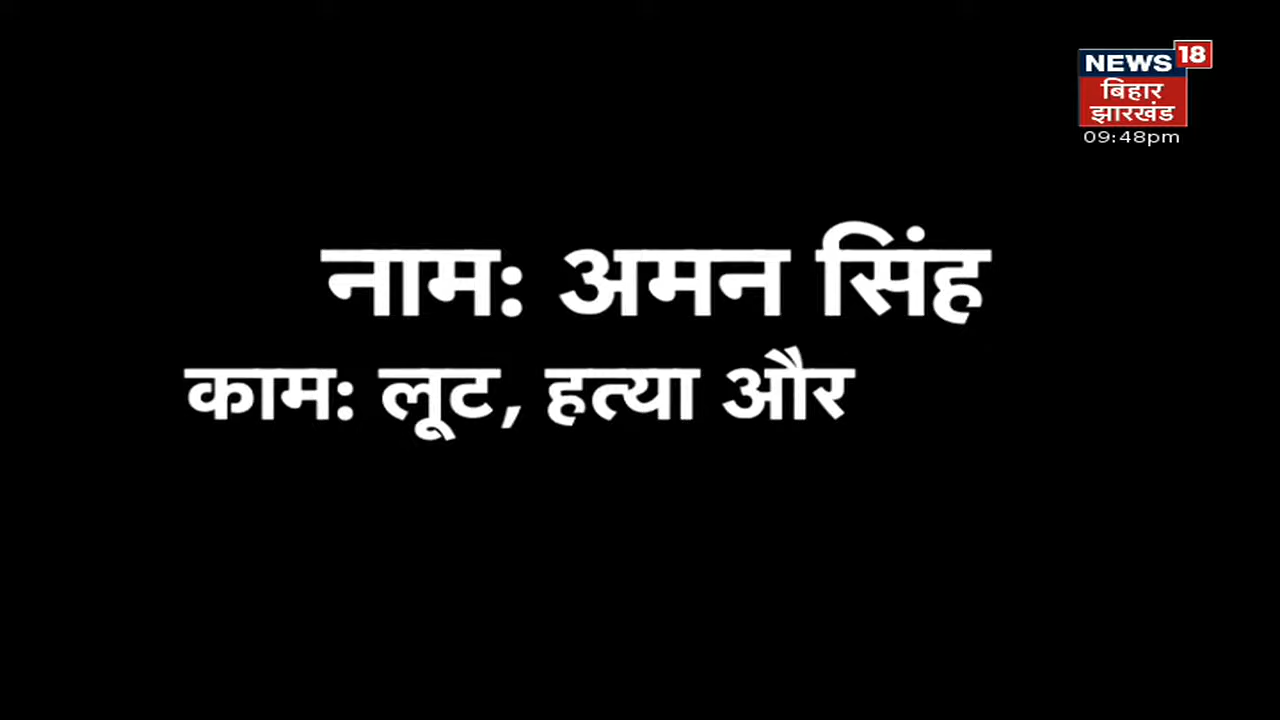 NEWS 18
बिहार
झारखंड
09:48pm
नाम: अमन सिंह
काम: लूट, हत्या और